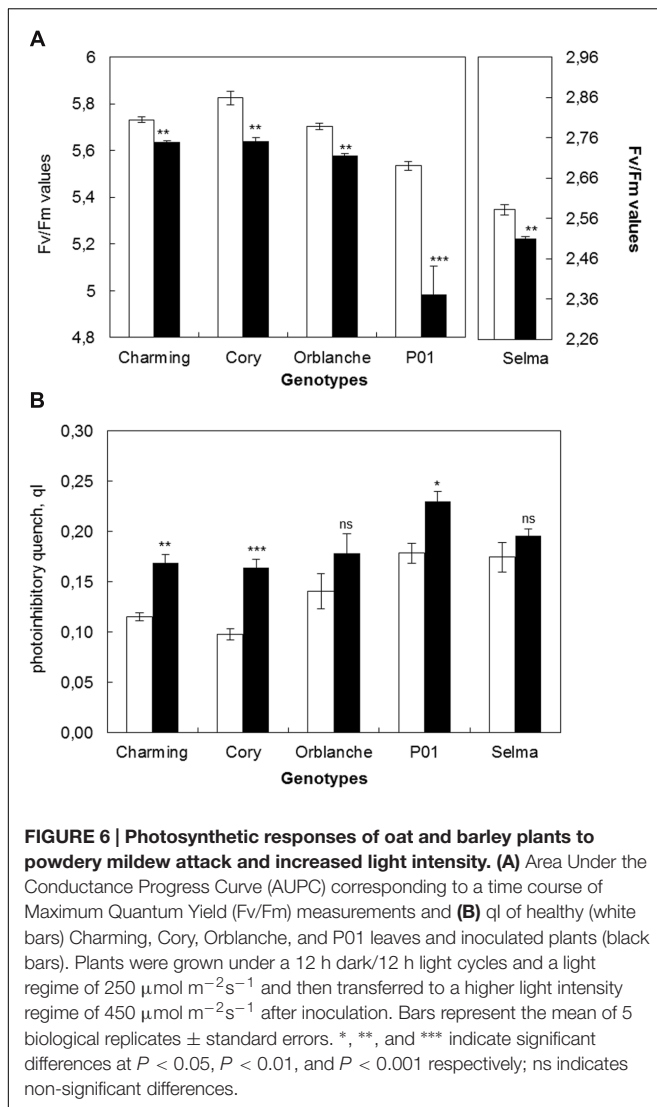 A
6
5,8
5,6
5,4
5,2
5
4,8
Fv/Fm values
** ** ** *** **
2,96
2,86
2,76
2,66
2,56
2,46
2,36
2,26
Fv/Fm values
Charming Cory Orblanche P01 Selma
Genotypes
B
0,30
0,25
0,20
0,15
0,10
0,05
0,00
photoinhibitory quench, qI
** *** ns * ns
Charming Cory Orblanche P01 Selma
Genotypes
FIGURE 6 | Photosynthetic responses of oat and barley plants to
powdery mildew attack and increased light intensity. (A) Area Under the
Conductance Progress Curve (AUPC) corresponding to a time course of
Maximum Quantum Yield (Fv/Fm) measurements and (B) qI of healthy (white
bars) Charming, Cory, Orblanche, and P01 leaves and inoculated plants (black
bars). Plants were grown under a 12 h dark/12 h light cycles and a light
regime of 250 μmol m⁻²s⁻¹ and then transferred to a higher light intensity
regime of 450 μmol m⁻²s⁻¹ after inoculation. Bars represent the mean of 5
biological replicates ± standard errors. *, **, and *** indicate significant
differences at P < 0.05, P < 0.01, and P < 0.001 respectively; ns indicates
non-significant differences.